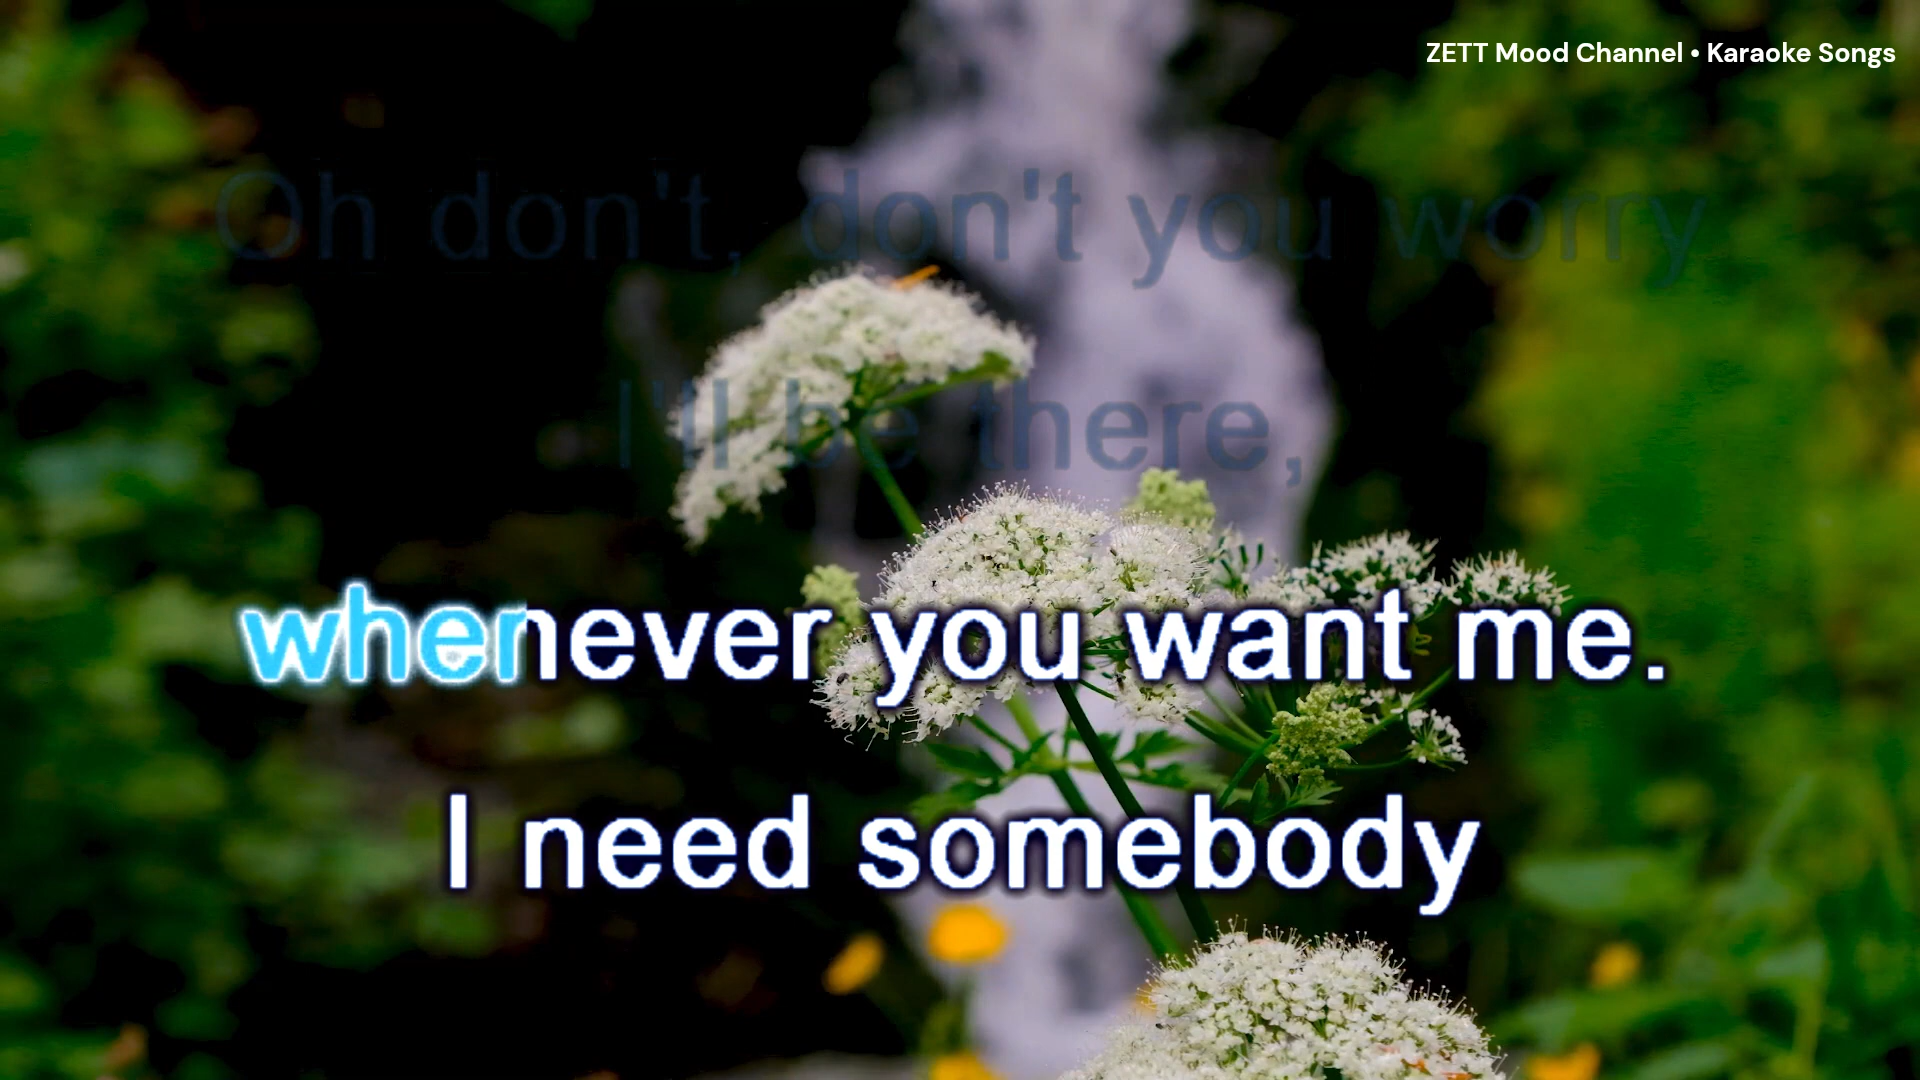 ZETT Mood Channel • Karaoke Songs
Oh don't, don't you worry
I'll be there,
whenever you want me.
I need somebody